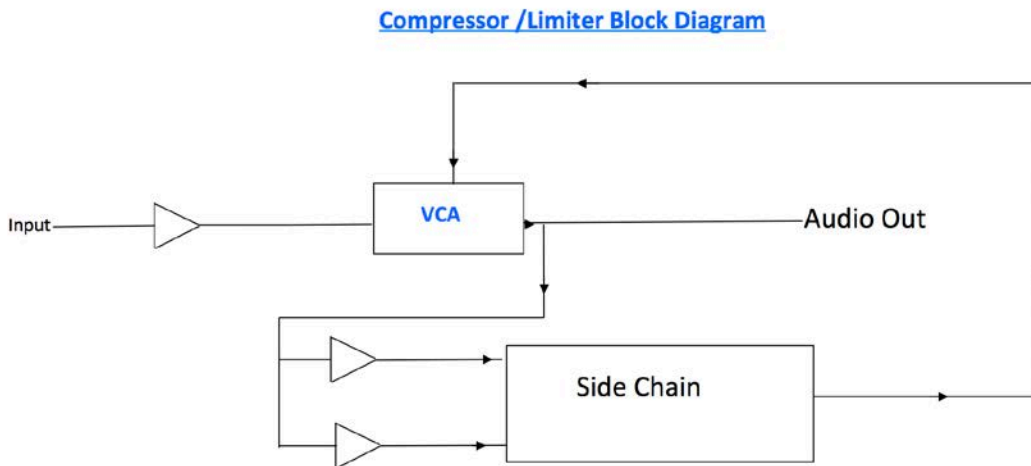 Compressor /Limiter Block Diagram
VCA
Input
Audio Out
Side Chain